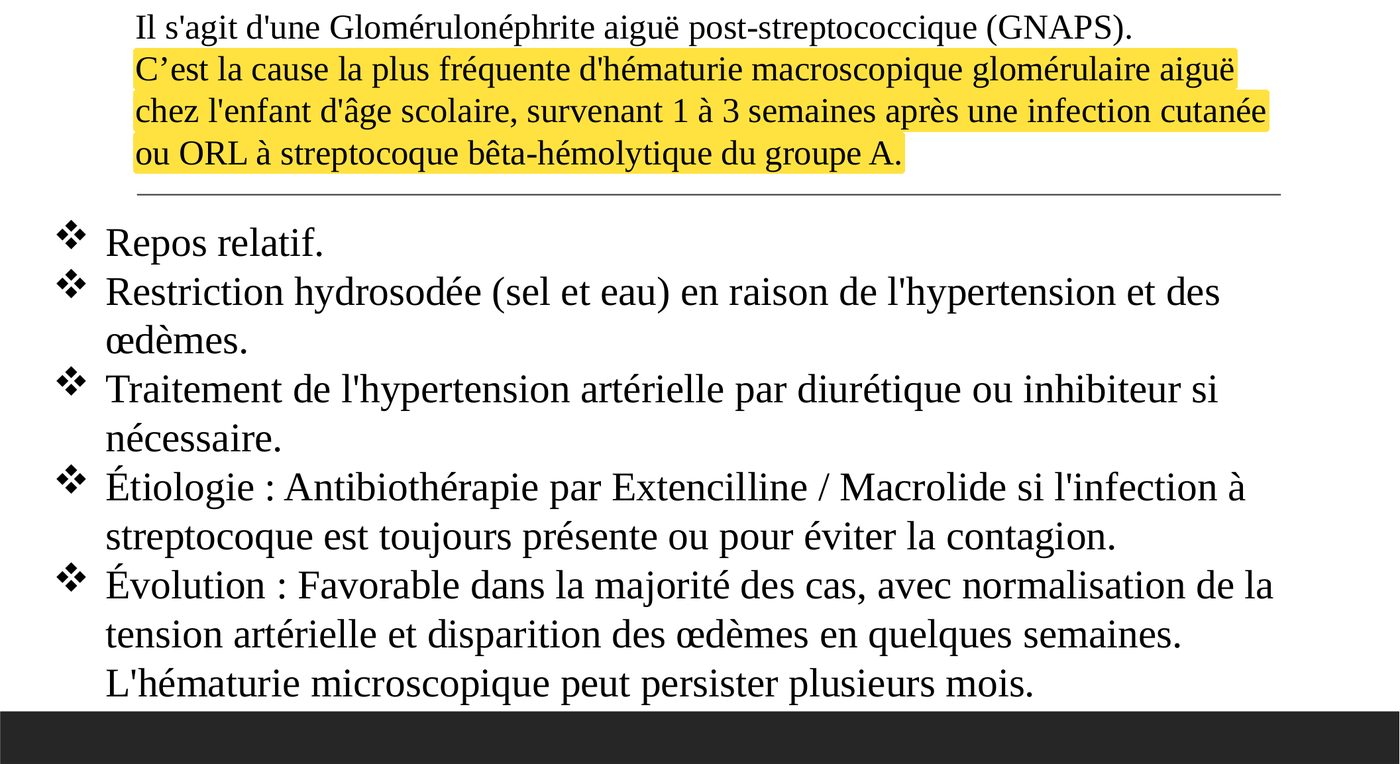 Il s'agit d'une Glomérulonéphrite aiguë post-streptococcique (GNAPS).
C’est la cause la plus fréquente d'hématurie macroscopique glomérulaire aiguë
chez l'enfant d'âge scolaire, survenant 1 à 3 semaines après une infection cutanée
ou ORL à streptocoque bêta-hémolytique du groupe A.
❖ Repos relatif.
❖ Restriction hydrosodée (sel et eau) en raison de l'hypertension et des
œdèmes.
❖ Traitement de l'hypertension artérielle par diurétique ou inhibiteur si
nécessaire.
❖ Étiologie : Antibiothérapie par Extencilline / Macrolide si l'infection à
streptocoque est toujours présente ou pour éviter la contagion.
❖ Évolution : Favorable dans la majorité des cas, avec normalisation de la
tension artérielle et disparition des œdèmes en quelques semaines.
L'hématurie microscopique peut persister plusieurs mois.